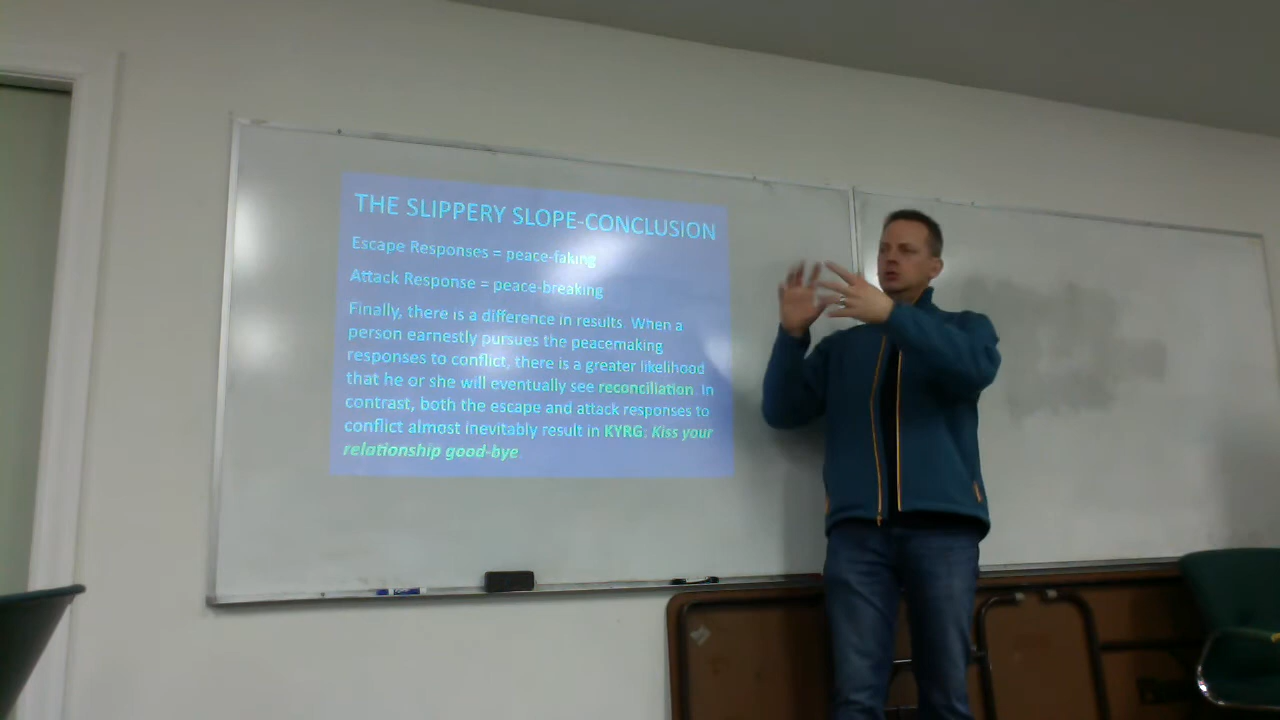 THE SLIPPERY SLOPE-CONCLUSION
Escape Responses = peace-faking
Attack Response = peace-breaking
Finally, there is a difference in results. When a
person earnestly pursues the peacemaking
responses to conflict, there is a greater likelihood
that he or she will eventually see reconciliation. In
contrast, both the escape and attack responses to
conflict almost inevitably result in KYRG: Kiss your
relationship good-bye.